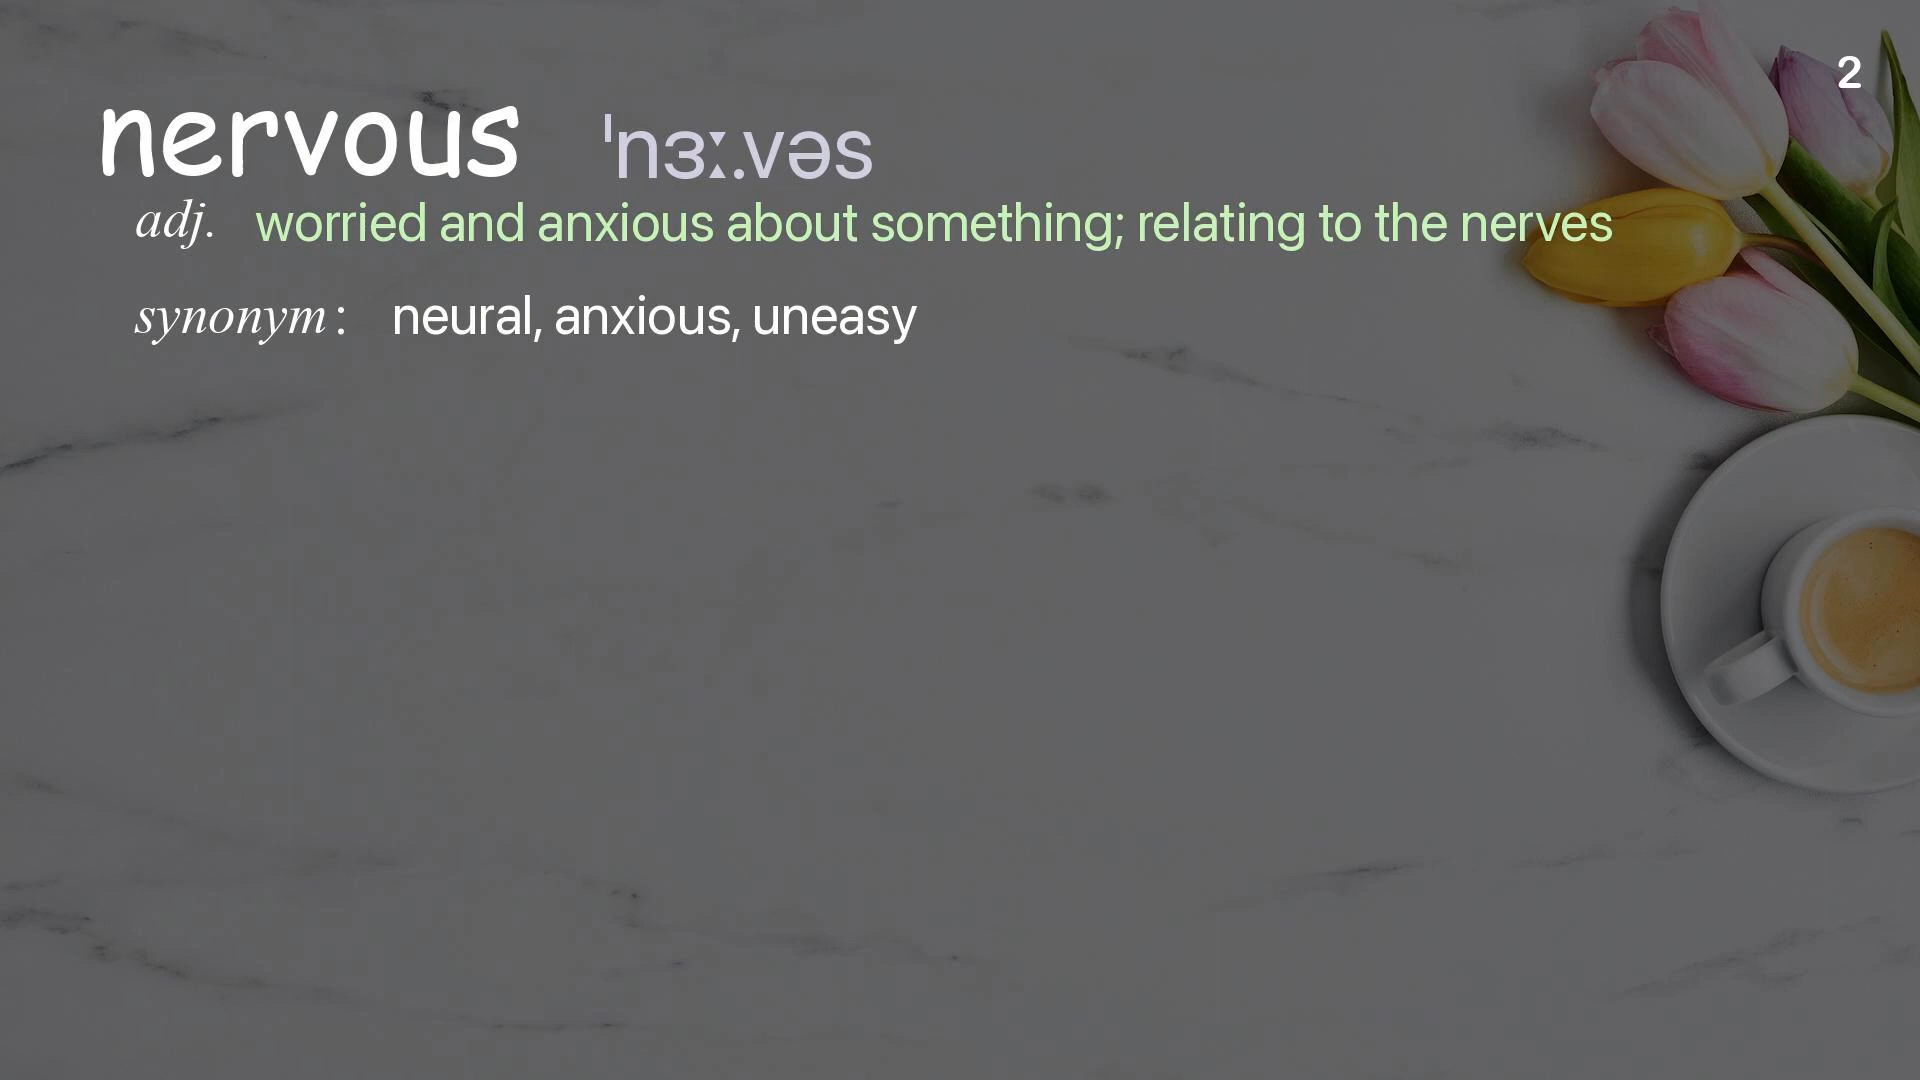 2
nervous ˈnɜː.vəs
adj. worried and anxious about something; relating to the nerves
synonym: neural, anxious, uneasy